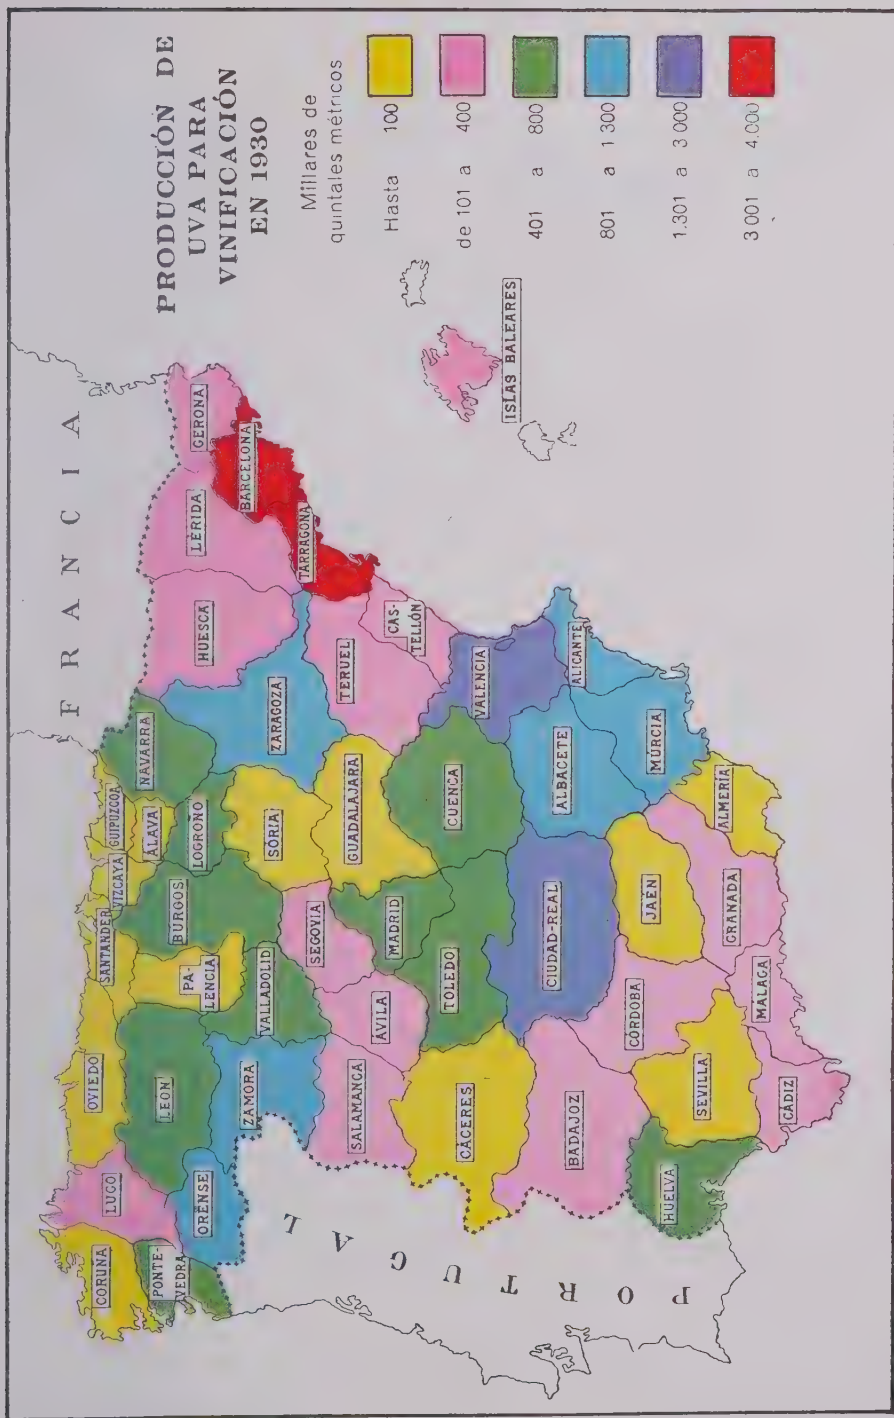 PRODUCCIÓN DE
UVA PARA
VINIFICACIÓN
EN 1930
Millares de
quintales métricos
Hasta 100
de 101 a 400
401 a 800
801 a 1 300
1.301 a 3 000
3 001 a 4.000
FRANCIA
PORTUGAL
CORUÑA
LUGO
PONTE-
VEDRA
ORENSE
OVIEDO
LEÓN
ZAMORA
SANTANDER
PA-
LENCIA
VALLADOLID
SALAMANCA
VIZCAYA
GUIPUZCOA
ÁLAVA
BURGOS
LOGROÑO
NAVARRA
SORIA
SEGOVIA
ÁVILA
HUESCA
ZARAGOZA
TERUEL
LÉRIDA
GERONA
BARCELONA
TARRAGONA
CAS-
TELLÓN
VALENCIA
ALICANTE
GUADALAJARA
MADRID
CUENCA
TOLEDO
CIUDAD-REAL
ALBACETE
MURCIA
CÁCERES
BADAJOZ
HUELVA
SEVILLA
CÓRDOBA
JAÉN
GRANADA
ALMERÍA
MÁLAGA
CÁDIZ
ISLAS BALEARES